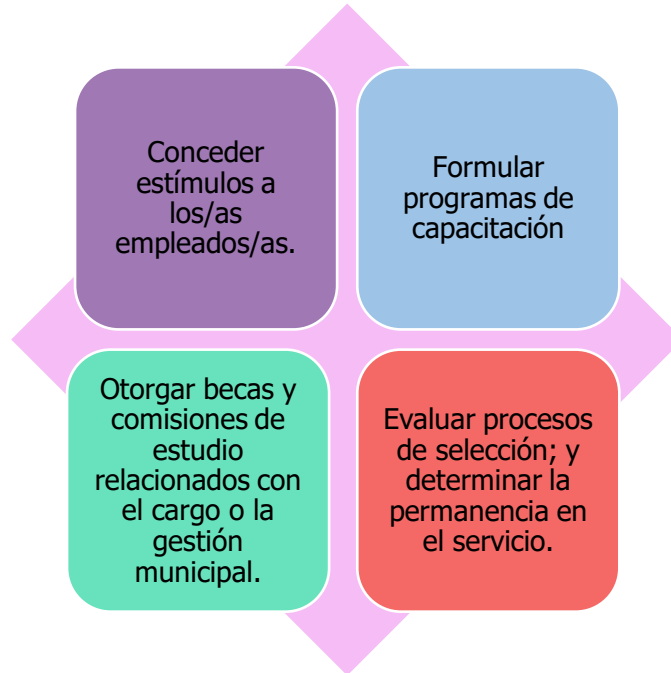 Conceder
estímulos a
los/as
empleados/as.
Formular
programas de
capacitación
Otorgar becas y
comisiones de
estudio
relacionados con
el cargo o la
gestión
municipal.
Evaluar procesos
de selección; y
determinar la
permanencia en
el servicio.